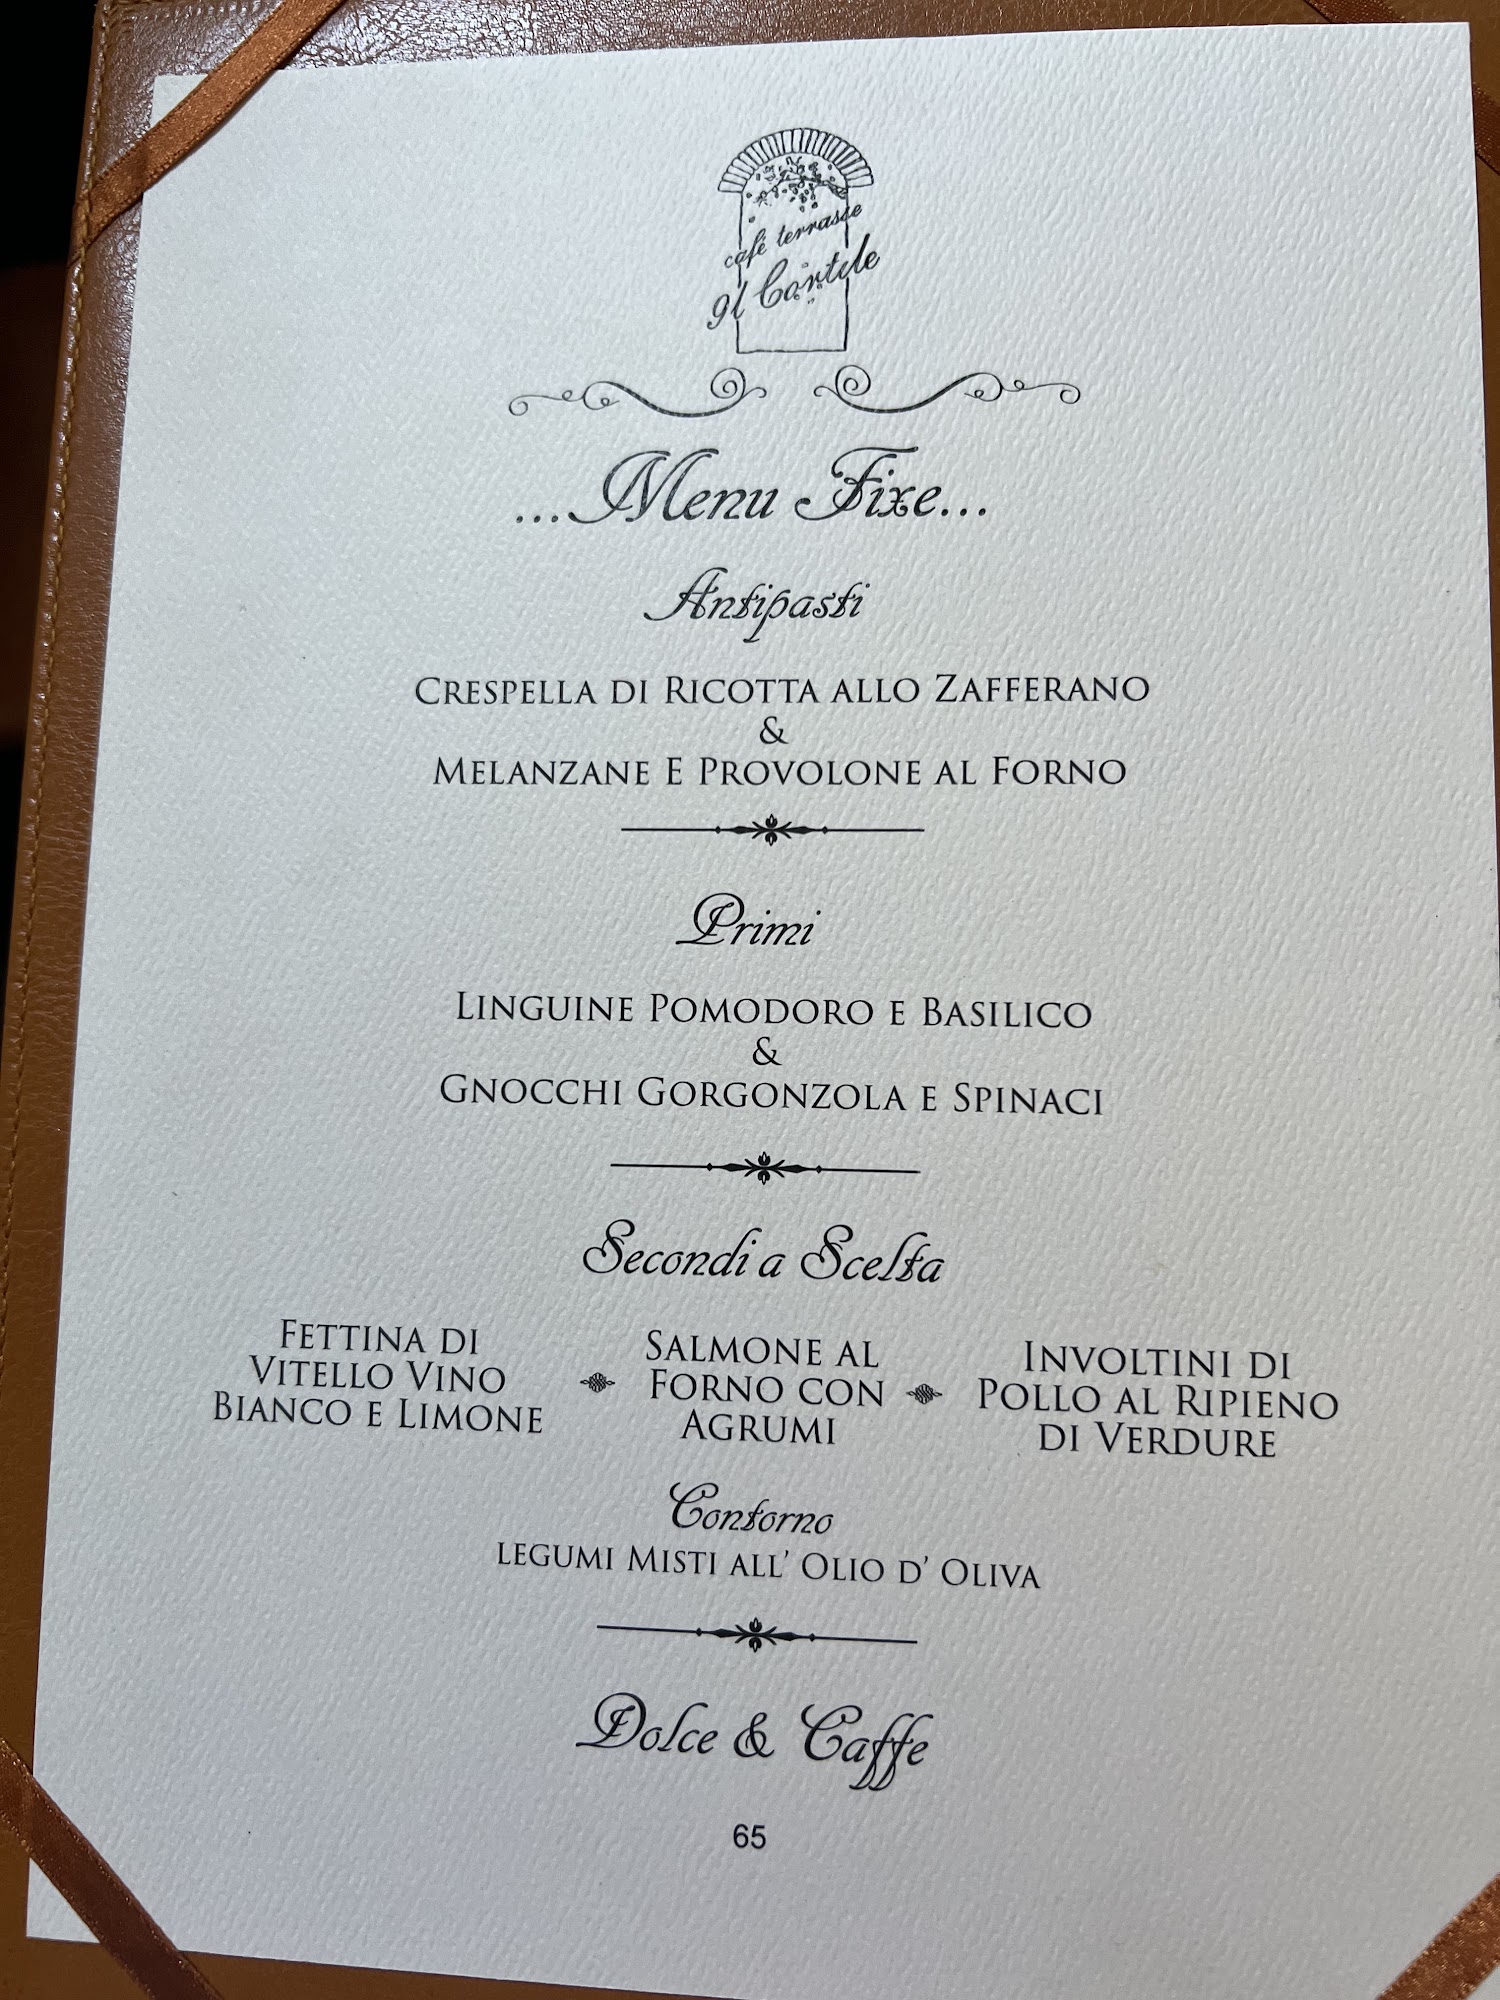 café terrasse
Il Cortile
...Menu Fixe...
Antipasti
CRESPELLA DI RICOTTA ALLO ZAFFERANO
&
MELANZANE E PROVOLONE AL FORNO
Primi
LINGUINE POMODORO E BASILICO
&
GNOCCHI GORGONZOLA E SPINACI
Secondi a Scelta
FETTINA DI
VITELLO VINO
BIANCO E LIMONE
SALMONE AL
FORNO CON
AGRUMI
INVOLTINI DI
POLLO AL RIPIENO
DI VERDURE
Contorno
LEGUMI MISTI ALL' OLIO D' OLIVA
Dolce & Caffe
65